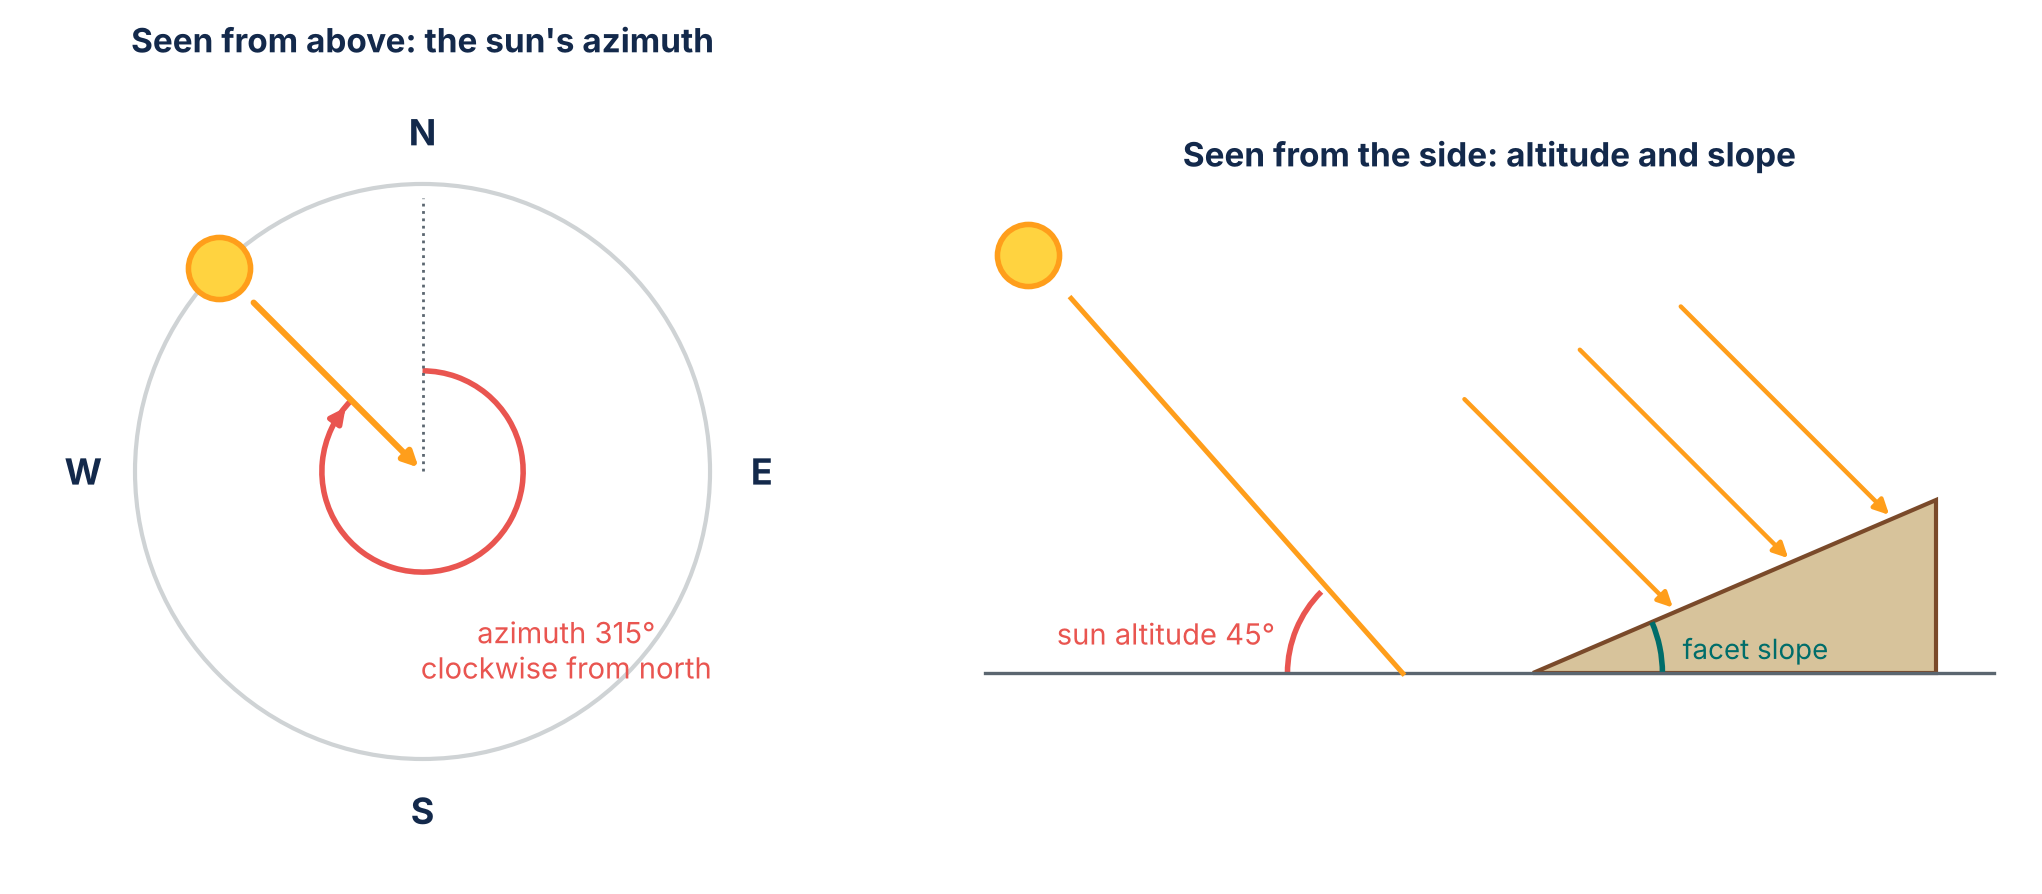 Seen from above: the sun's azimuth
N
W
E
azimuth 315°
clockwise from north
S
Seen from the side: altitude and slope
sun altitude 45°
facet slope